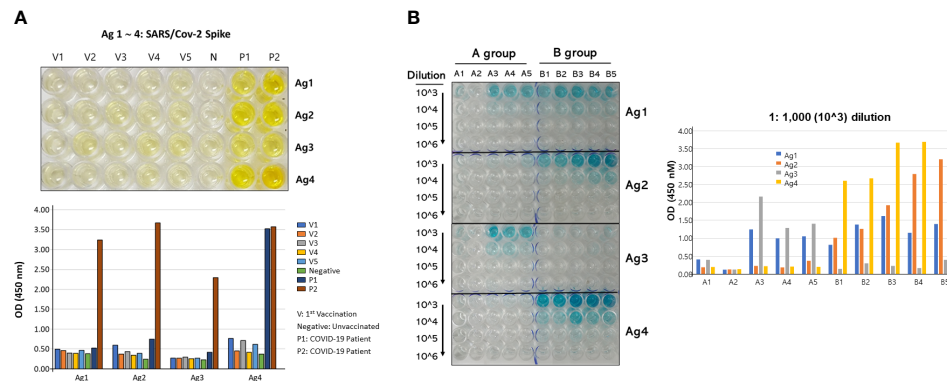 A
Ag 1 ~ 4: SARS/Cov-2 Spike
V1 V2 V3 V4 V5 N P1 P2
Ag1
Ag2
Ag3
Ag4
4.00
3.50
3.00
2.50
2.00
1.50
1.00
0.50
0.00
OD (450 nm)
Ag1 Ag2 Ag3 Ag4
V1
V2
V3
V4
V5
Negative
P1
P2
V: 1st Vaccination
Negative: Unvaccinated
P1: COVID-19 Patient
P2: COVID-19 Patient
B
A group B group
Dilution A1 A2 A3 A4 A5 B1 B2 B3 B4 B5
10^3
10^4
10^5
10^6
Ag1
10^3
10^4
10^5
10^6
Ag2
10^3
10^4
10^5
10^6
Ag3
10^3
10^4
10^5
10^6
Ag4
1: 1,000 (10^3) dilution
4.00
3.50
3.00
2.50
2.00
1.50
1.00
0.50
0.00
OD (450 nM)
Ag1
Ag2
Ag3
Ag4
A1 A2 A3 A4 A5 B1 B2 B3 B4 B5